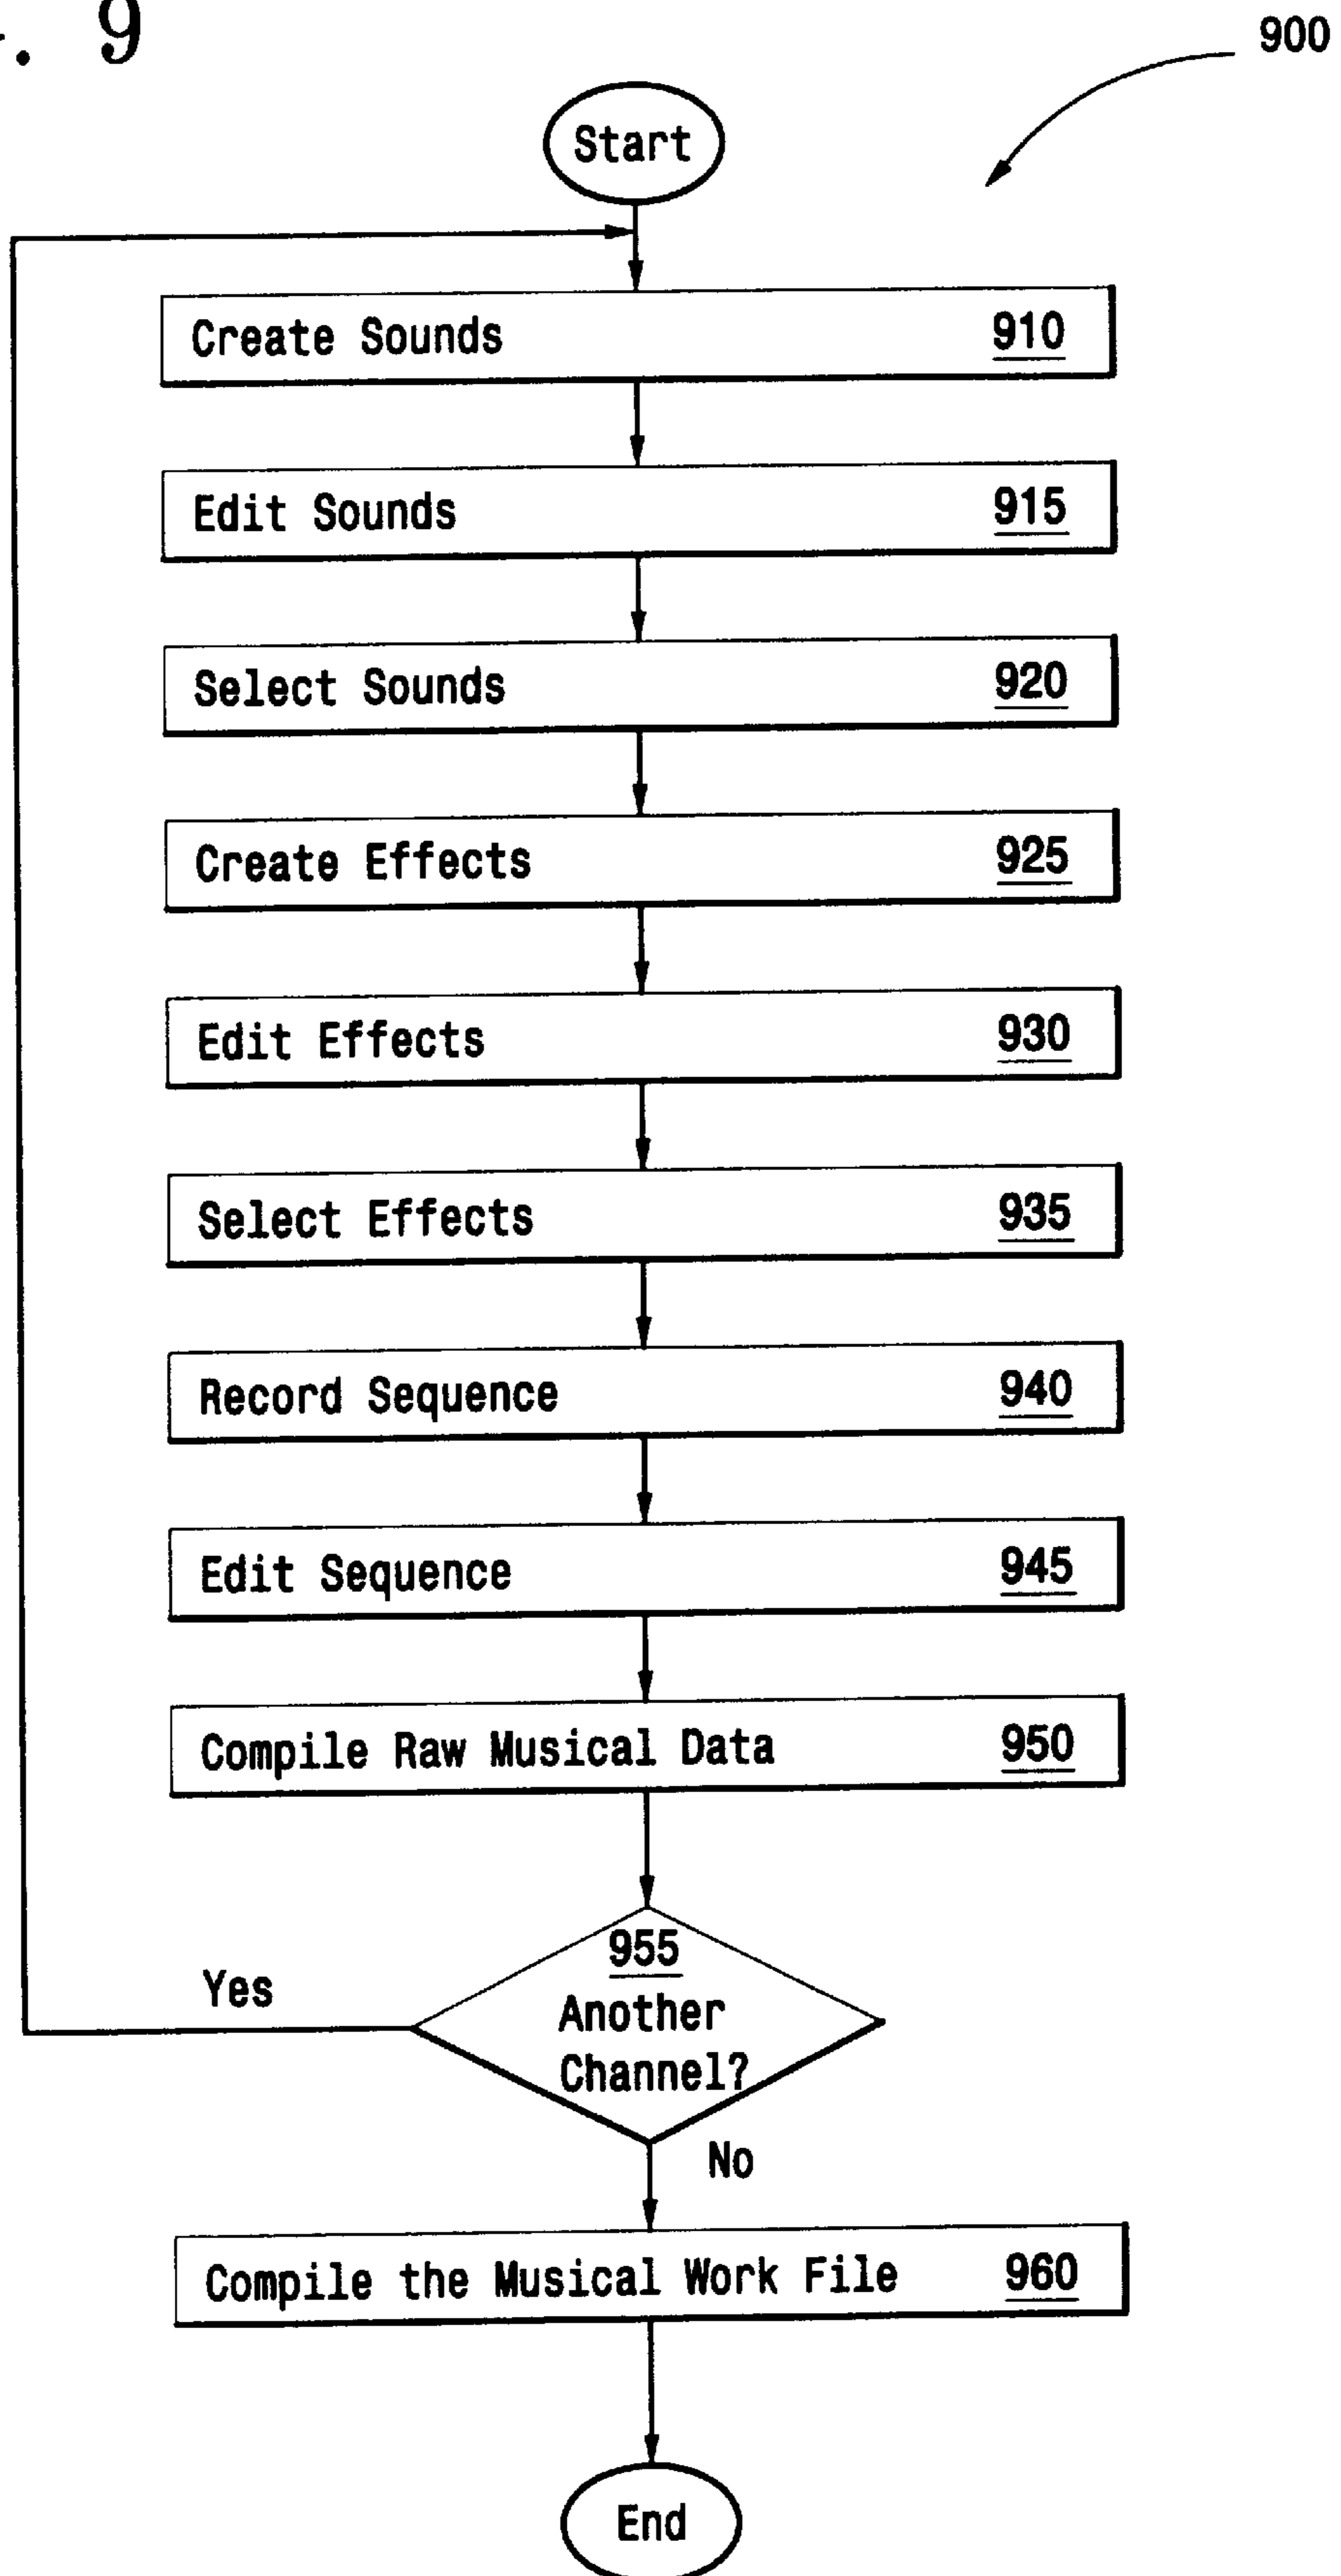 . 9
900
Start
Create Sounds 910
Edit Sounds 915
Select Sounds 920
Create Effects 925
Edit Effects 930
Select Effects 935
Record Sequence 940
Edit Sequence 945
Compile Raw Musical Data 950
955
Another
Channel?
Yes
No
Compile the Musical Work File 960
End